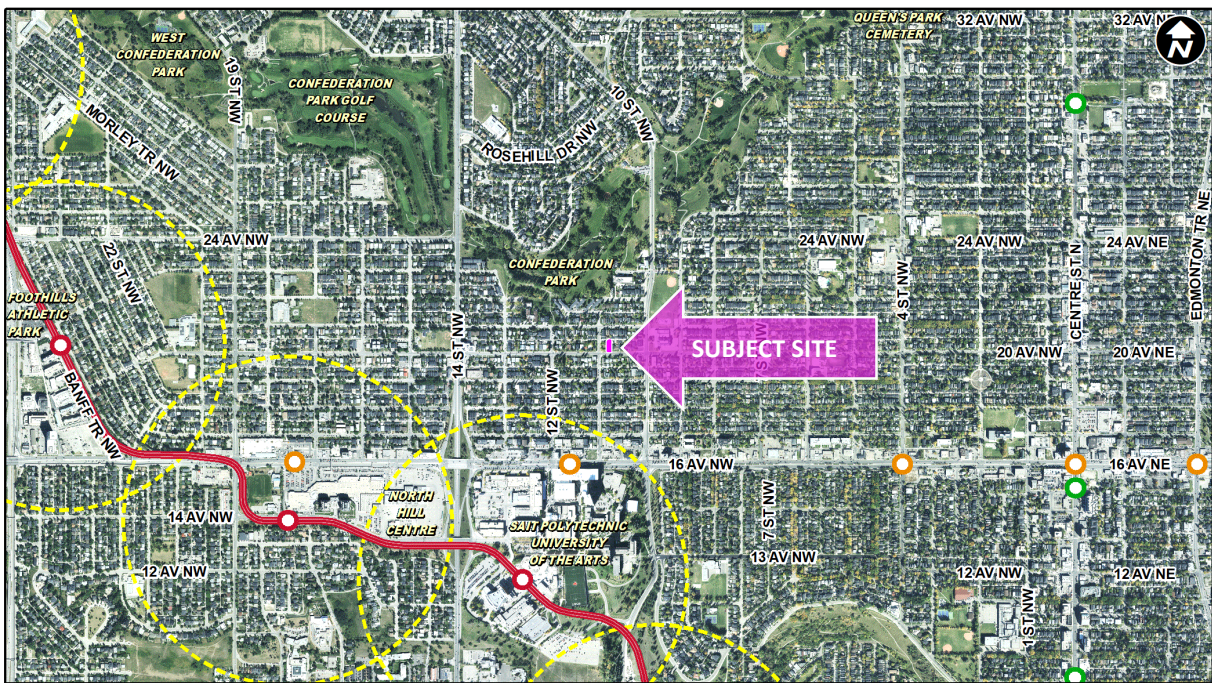 QUEEN'S PARK
CEMETERY
32 AV NW
32 AV NE
N
WEST
CONFEDERATION
PARK
19 ST NW
CONFEDERATION
PARK GOLF
COURSE
10 ST NW
MORLEY TR NW
ROSEHILL DR NW
24 AV NW
24 AV NW
24 AV NW
24 AV NE
EDMONTON TR NE
22 ST NW
CONFEDERATION
PARK
4 ST NW
CENTRE ST N
FOOTHILLS
ATHLETIC
PARK
14 ST NW
SUBJECT SITE
7 ST NW
20 AV NW
20 AV NE
BANFF TR NW
12 ST NW
16 AV NW
16 AV NE
NORTH
HILL
CENTRE
14 AV NW
SAIT POLYTECHNIC
UNIVERSITY
OF THE ARTS
7 ST NW
13 AV NW
12 AV NW
12 AV NW
12 AV NE
1 ST NW